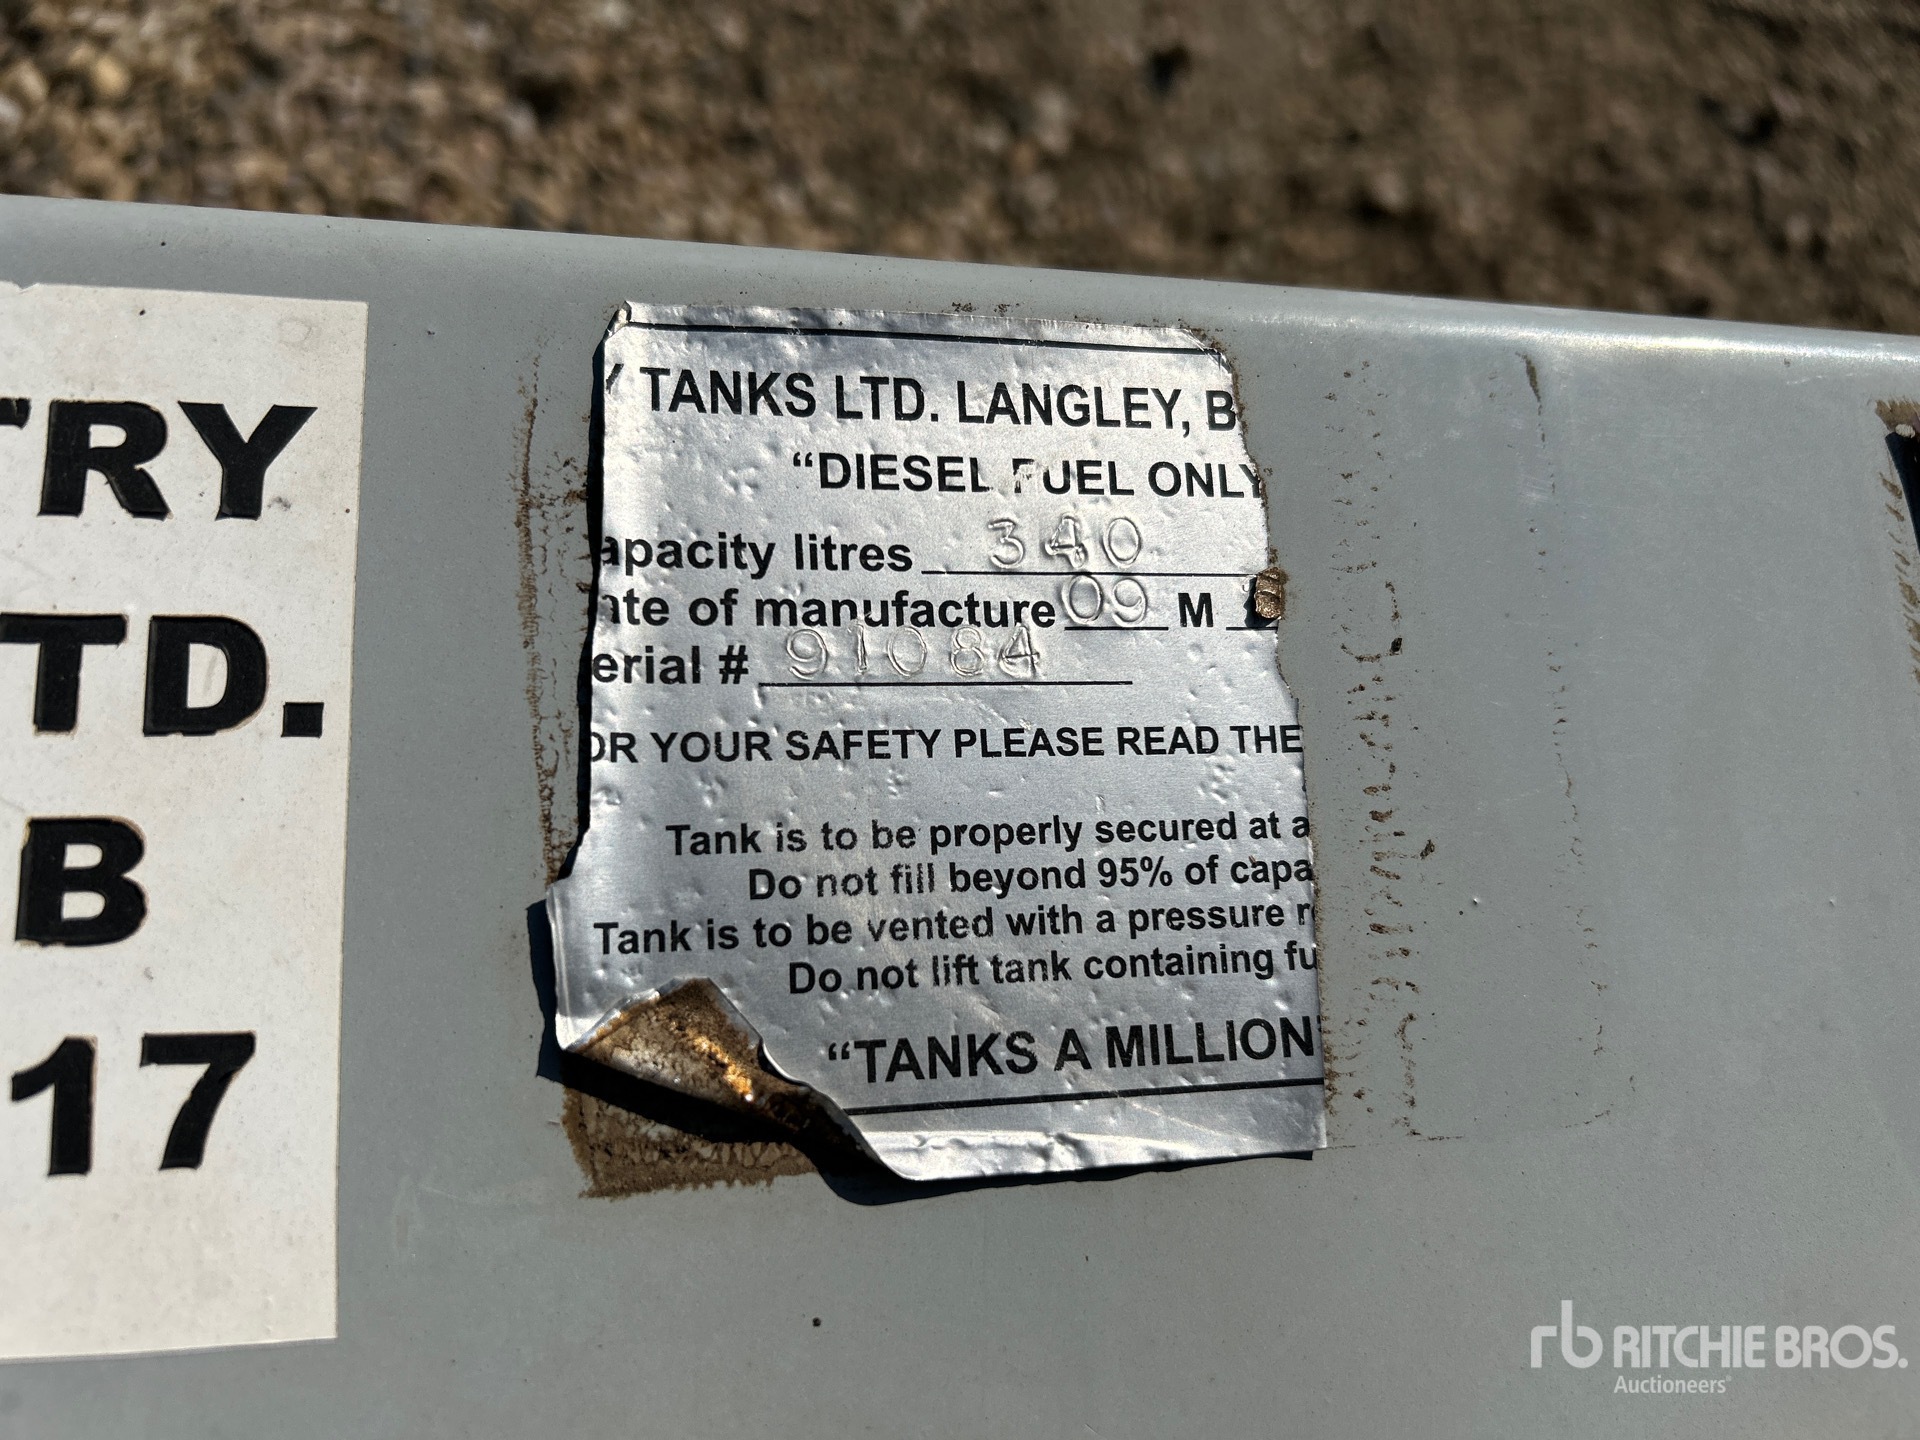 TRY
TD.
B
17
Y TANKS LTD. LANGLEY, B
“DIESEL FUEL ONLY
apacity litres 340
ate of manufacture 09 M
erial # 91084
OR YOUR SAFETY PLEASE READ THE
Tank is to be properly secured at a
Do not fill beyond 95% of capa
Tank is to be vented with a pressure r
Do not lift tank containing fu
“TANKS A MILLION”
rb RITCHIE BROS.
Auctioneers